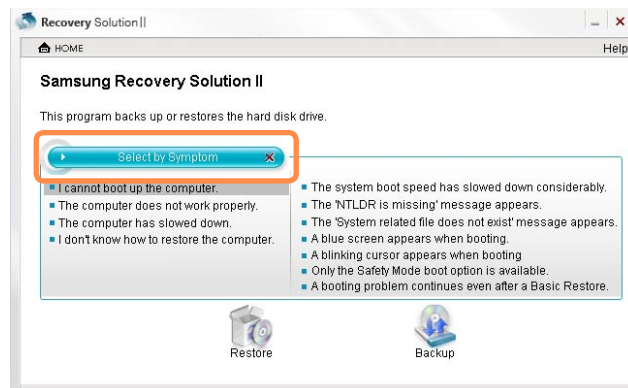 Recovery Solution II
HOME
Help
Samsung Recovery Solution II
This program backs up or restores the hard disk drive.
Select by Symptom
I cannot boot up the computer.
The computer does not work properly.
The computer has slowed down.
I don't know how to restore the computer.
The system boot speed has slowed down considerably.
The 'NTLDR is missing' message appears.
The 'System related file does not exist' message appears.
A blue screen appears when booting.
A blinking cursor appears when booting
Only the Safety Mode boot option is available.
A booting problem continues even after a Basic Restore.
Restore
Backup